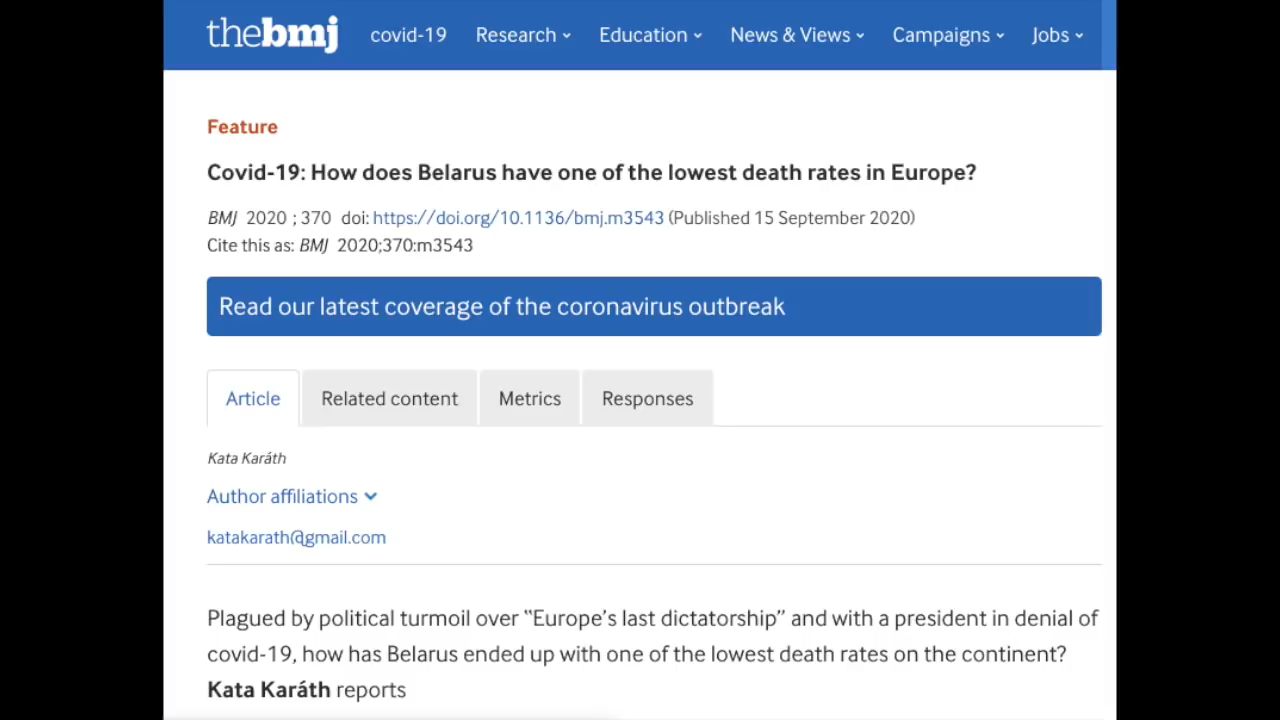 thebmj covid-19 Research Education News & Views Campaigns Jobs
Feature
Covid-19: How does Belarus have one of the lowest death rates in Europe?
BMJ 2020 ; 370 doi: https://doi.org/10.1136/bmj.m3543 (Published 15 September 2020)
Cite this as: BMJ 2020;370:m3543
Read our latest coverage of the coronavirus outbreak
Article Related content Metrics Responses
Kata Karáth
Author affiliations
katakarath@gmail.com
Plagued by political turmoil over “Europe’s last dictatorship” and with a president in denial of
covid-19, how has Belarus ended up with one of the lowest death rates on the continent?
Kata Karáth reports